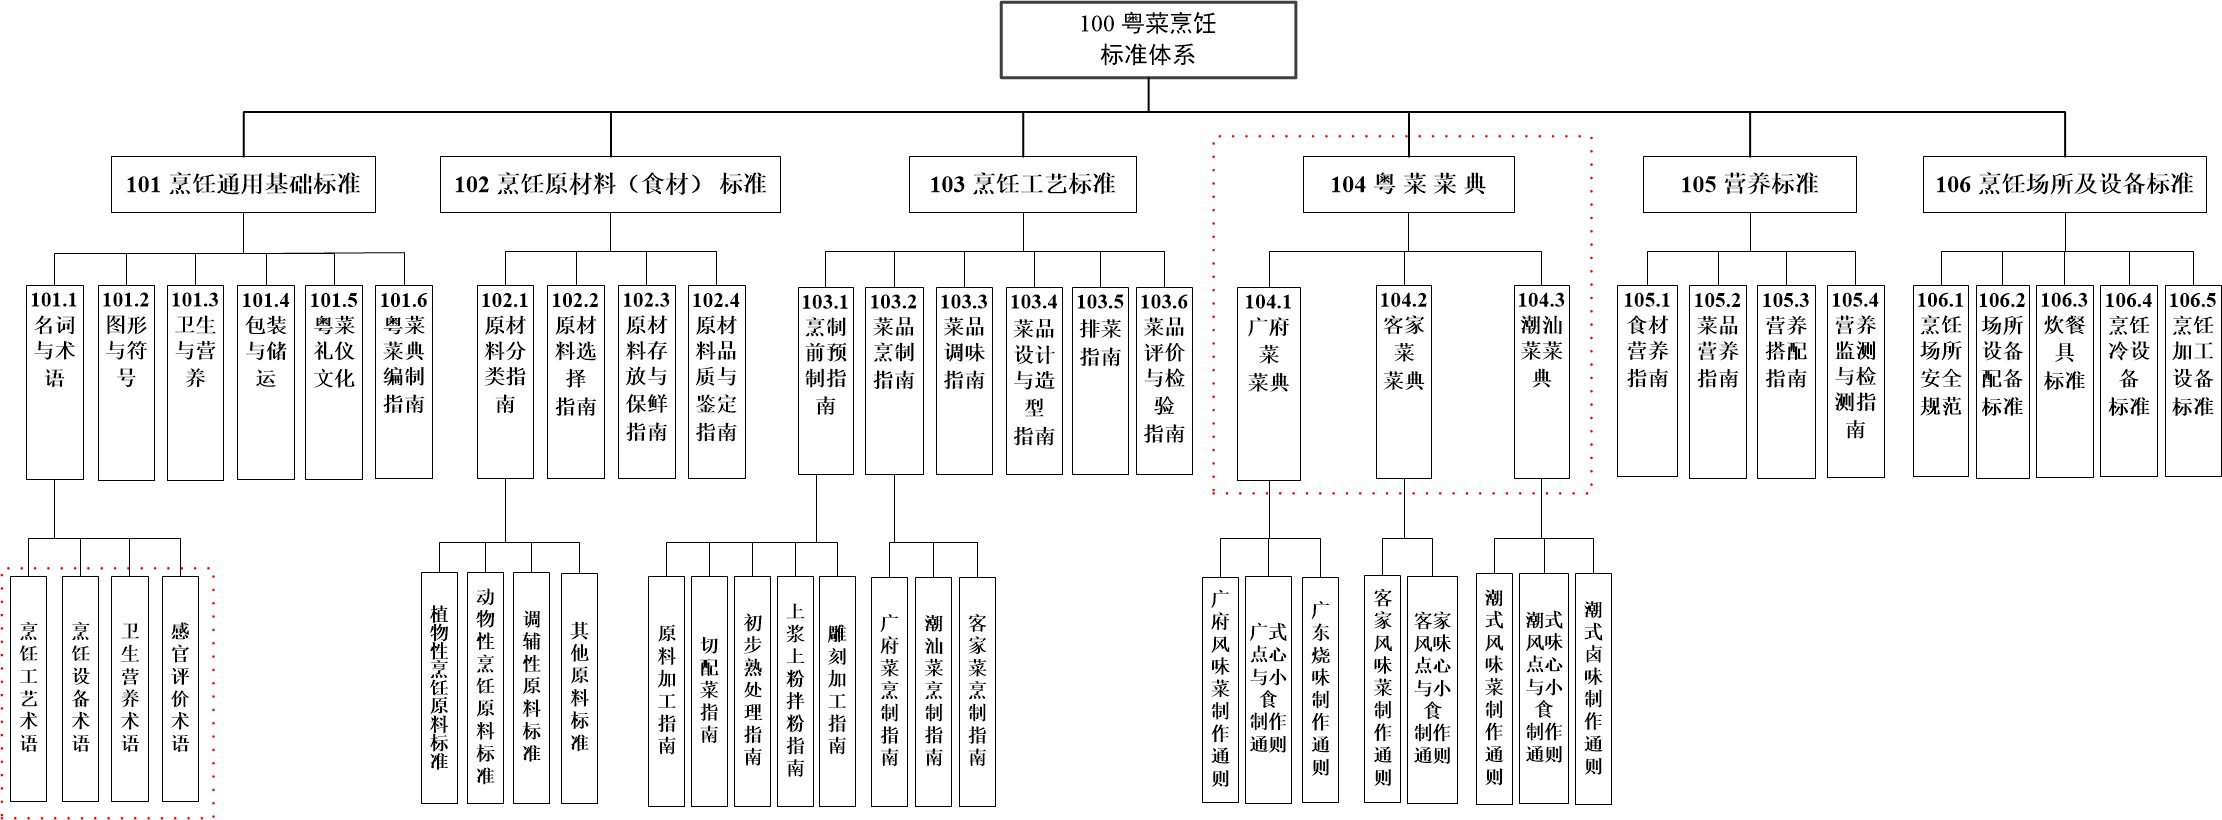 100 粤菜烹饪
标准体系
101 烹饪通用基础标准
102 烹饪原材料（食材） 标准
103 烹饪工艺标准
104 粤 菜 菜 典
105 营养标准
106 烹饪场所及设备标准
101.1
名词
与术
语
101.2
图形
与符
号
101.3
卫生
与营
养
101.4
包装
与储
运
101.5
粤菜
礼仪
文化
101.6
粤菜
菜典
编制
指南
102.1
原材
料分
类指
南
102.2
原材
料选
择
指南
102.3
原材
料存
放与
保鲜
指南
102.4
原材
料品
质与
鉴定
指南
103.1
烹制
前预
制指
南
103.2
菜品
烹制
指南
103.3
菜品
调味
指南
103.4
菜品
设计
与造
型
指南
103.5
排菜
指南
103.6
菜品
评价
与检
验
指南
104.1
广府
菜
菜典
104.2
客家
菜
菜典
104.3
潮汕
菜菜
典
105.1
食材
营养
指南
105.2
菜品
营养
指南
105.3
营养
搭配
指南
105.4
营养
监测
与检
测指
南
106.1
烹饪
场所
安全
规范
106.2
场所
设备
配备
标准
106.3
炊餐
具
标准
106.4
烹饪
冷设
备
标准
106.5
烹饪
加工
设备
标准
烹饪工艺术语
烹饪设备术语
卫生营养术语
感官评价术语
植物性烹饪原料标准
动物性烹饪原料标准
调辅性原料标准
其他原料标准
原料加工指南
切配菜指南
初步熟处理指南
上浆上粉拌粉指南
雕刻加工指南
广府菜烹制指南
潮汕菜烹制指南
客家菜烹制指南
广府风味菜制作通则
广式
点心
与小
食
制作
通则
广东烧味制作通则
客家风味菜制作通则
客家
风味
点心
与小
食
制作
通则
潮式风味菜制作通则
潮式
风味
点心
与小
食
制作
通则
潮式卤味制作通则